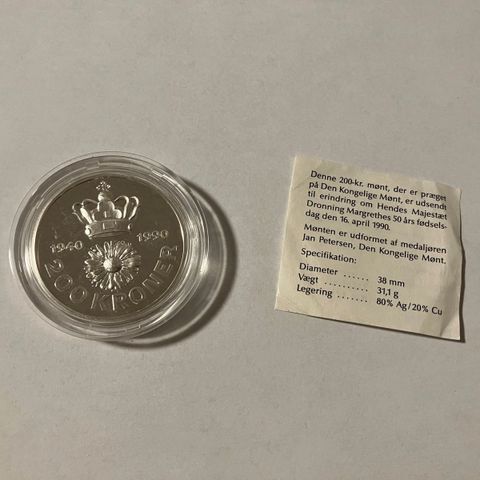 1940 1990
200 KRONER
Denne 200-kr. mønt, der er præget
på Den Kongelige Mønt, er udsendt
til erindring om Hendes Majestæt
Dronning Margrethes 50 års fødsels-
dag den 16. april 1990.
Mønten er udformet af medaljøren
Jan Petersen, Den Kongelige Mønt.
Specifikation:
Diameter ...... 38 mm
Vægt .......... 31,1 g
Legering ....... 80% Ag/20% Cu